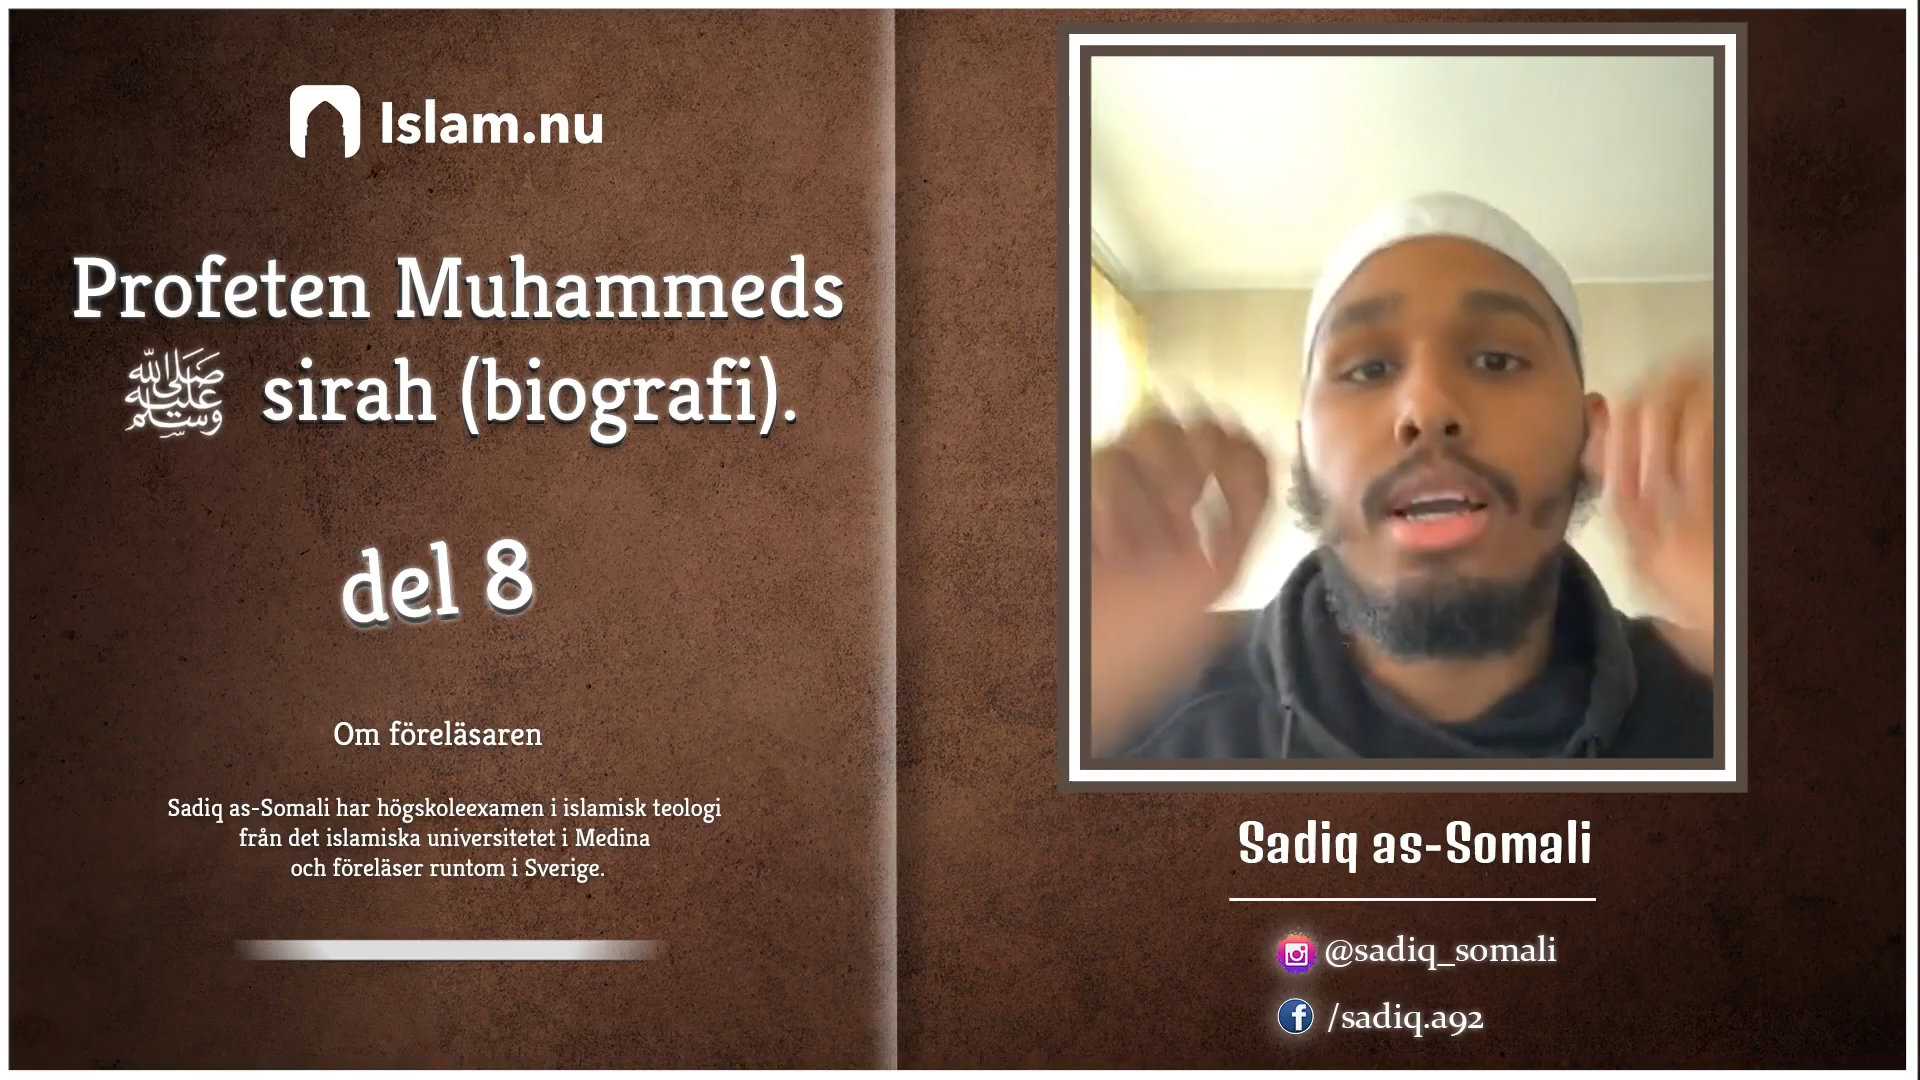 Islam.nu
Profeten Muhammeds
ﷺ sirah (biografi).
del 8
Om föreläsaren
Sadiq as-Somali har högskoleexamen i islamisk teologi
från det islamiska universitetet i Medina
och föreläser runtom i Sverige.
Sadiq as-Somali
@sadiq_somali
/sadiq.a92